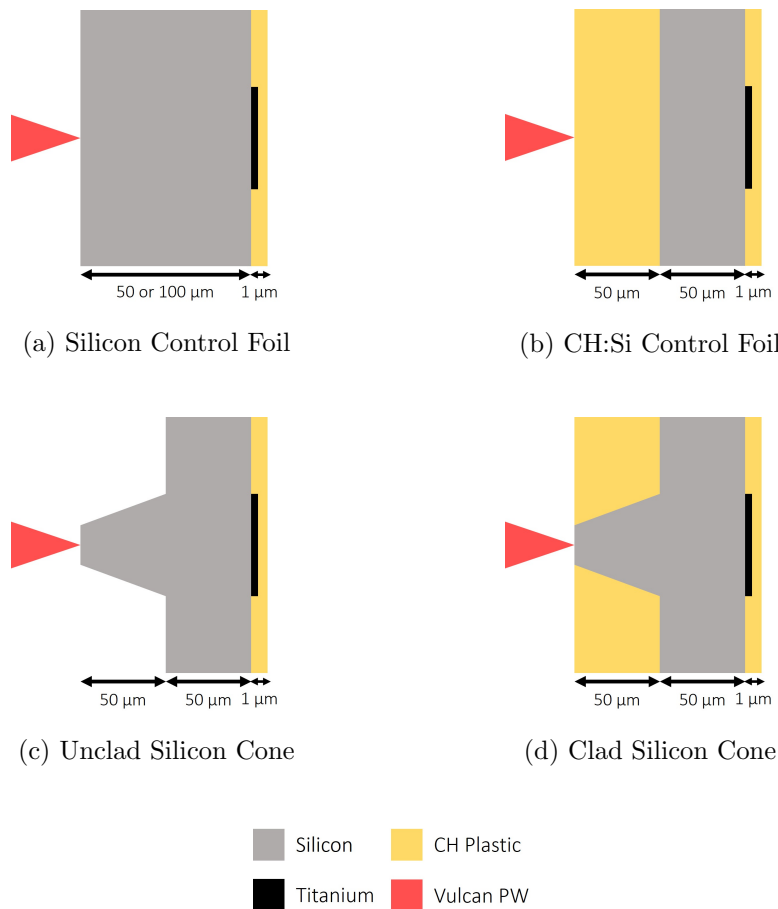 50 or 100 μm 1 μm
50 μm 50 μm 1 μm
(a) Silicon Control Foil
(b) CH:Si Control Foil
50 μm 50 μm 1 μm
50 μm 50 μm 1 μm
(c) Unclad Silicon Cone
(d) Clad Silicon Cone
Silicon
CH Plastic
Titanium
Vulcan PW